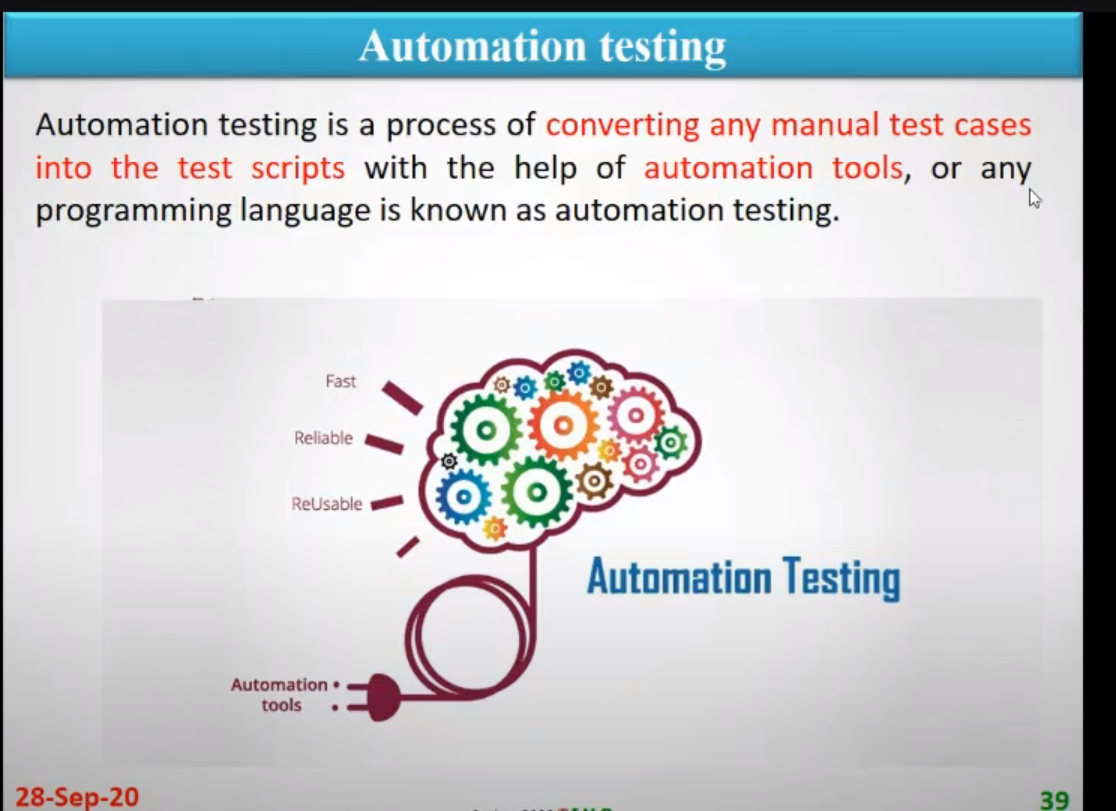 Automation testing
Automation testing is a process of converting any manual test cases
into the test scripts with the help of automation tools, or any
programming language is known as automation testing.
Fast
Reliable
ReUsable
Automation Testing
Automation
tools
28-Sep-20
39